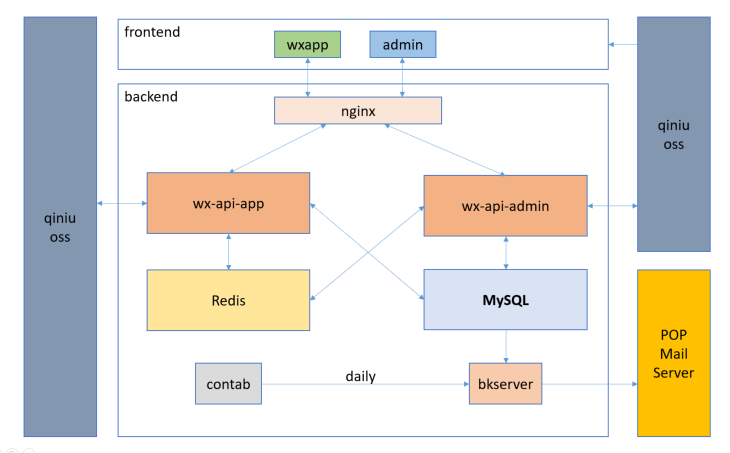 frontend
wxapp
admin
backend
nginx
qiniu
oss
wx-api-app
wx-api-admin
qiniu
oss
Redis
MySQL
POP
Mail
Server
contab
daily
bkserver